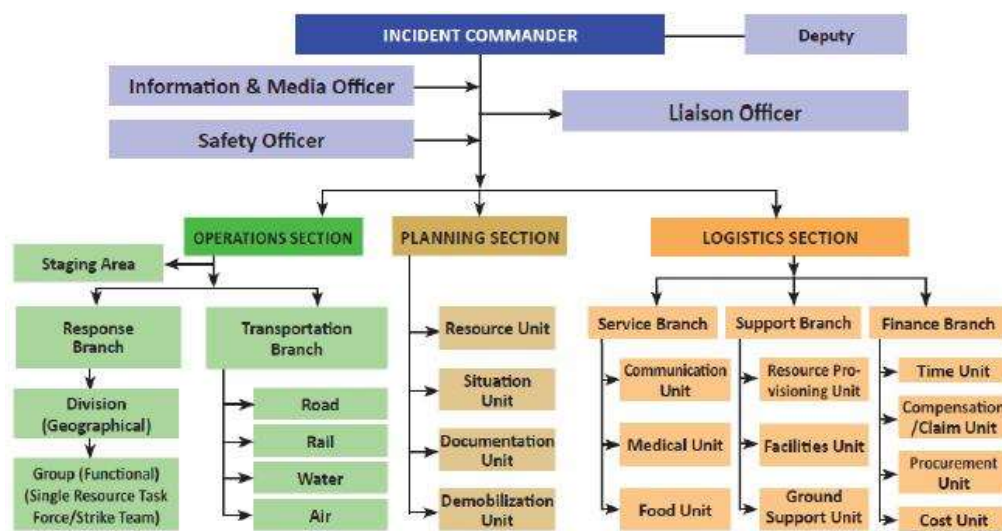 INCIDENT COMMANDER
Deputy
Information & Media Officer
Liaison Officer
Safety Officer
OPERATIONS SECTION
PLANNING SECTION
LOGISTICS SECTION
Staging Area
Response
Branch
Transportation
Branch
Division
(Geographical)
Group (Functional)
(Single Resource Task
Force/Strike Team)
Road
Rail
Water
Air
Resource Unit
Situation
Unit
Documentation
Unit
Demobilization
Unit
Service Branch
Support Branch
Finance Branch
Communication
Unit
Medical Unit
Food Unit
Resource Pro-
visioning Unit
Facilities Unit
Ground
Support Unit
Time Unit
Compensation
/Claim Unit
Procurement
Unit
Cost Unit